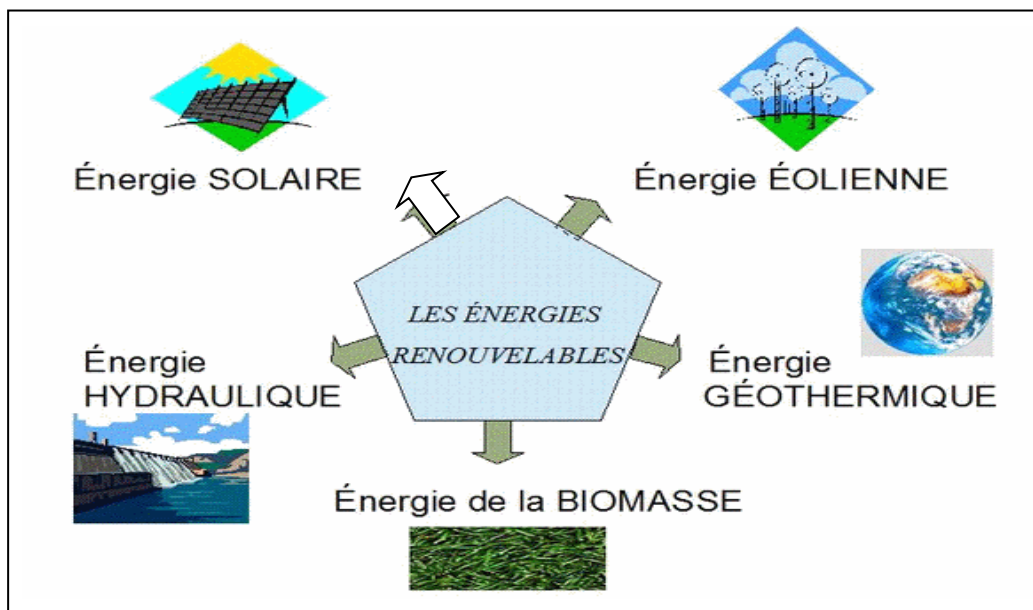 Énergie SOLAIRE
Énergie ÉOLIENNE
LES ÉNERGIES
RENOUVELABLES
Énergie
HYDRAULIQUE
Énergie
GÉOTHERMIQUE
Énergie de la BIOMASSE